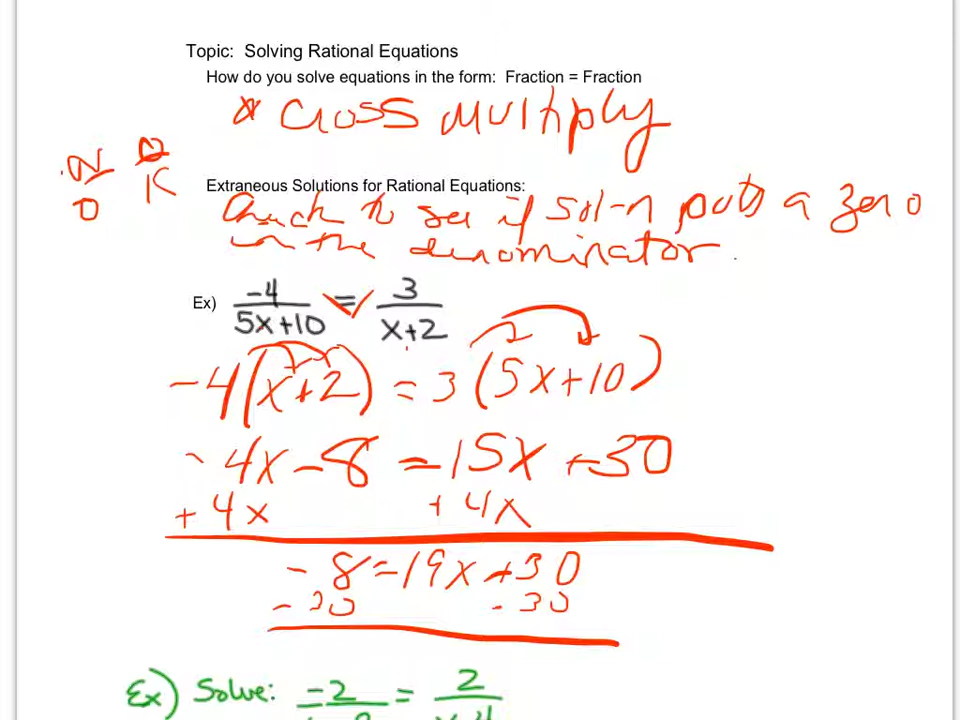 Topic: Solving Rational Equations
How do you solve equations in the form: Fraction = Fraction
* Cross Multiply
N/O O/K
Extraneous Solutions for Rational Equations:
Check to see if sol-n puts a zero
in the denominator.
Ex) -4/(5x+10) = 3/(x+2)
-4(x+2) = 3(5x+10)
-4x-8 = 15x+30
+4x +4x
-8=19x+30
-30 -30
Ex) Solve: -2/ = 2/(x-4